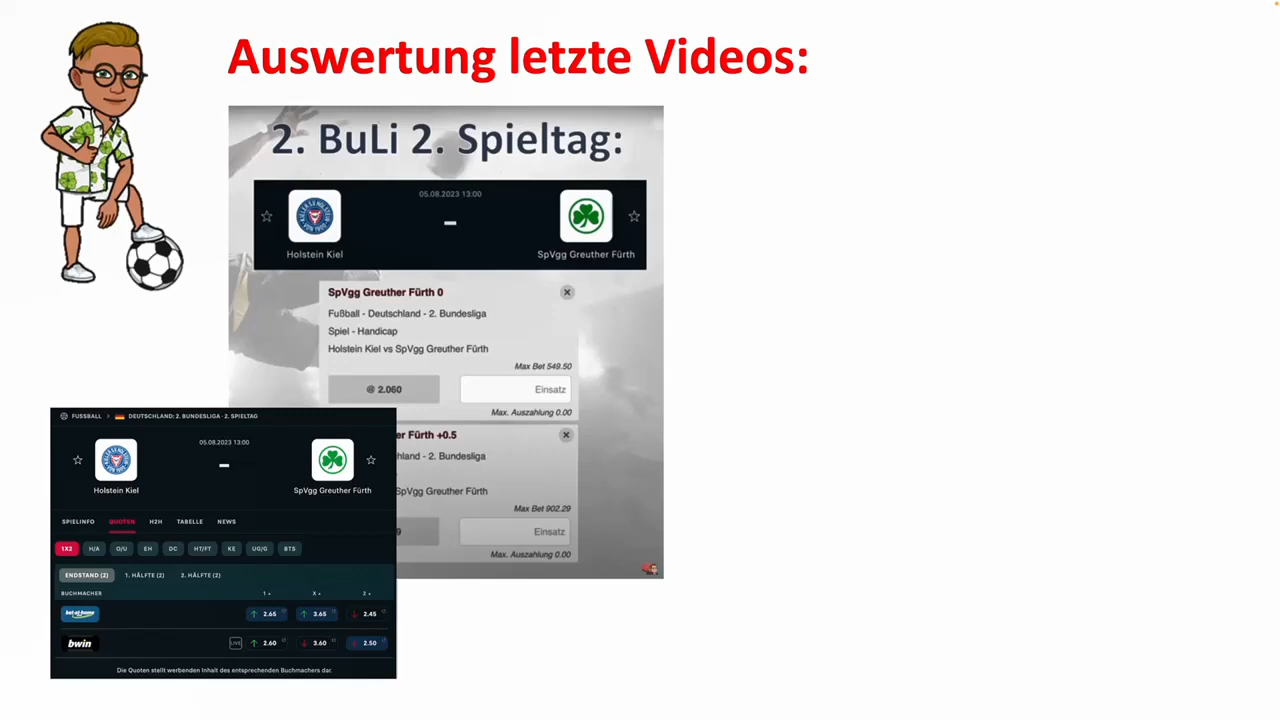 Auswertung letzte Videos:
2. BuLi 2. Spieltag:
05.08.2023 13:00
Holstein Kiel
SpVgg Greuther Fürth
SpVgg Greuther Fürth 0
Fußball - Deutschland - 2. Bundesliga
Spiel - Handicap
Holstein Kiel vs SpVgg Greuther Fürth
Max Bet 549.50
@ 2.060
Einsatz
Max. Auszahlung 0.00
Fürth +0.5
- 2. Bundesliga
SpVgg Greuther Fürth
Max Bet 902.29
Einsatz
Max. Auszahlung 0.00
FUSSBALL > DEUTSCHLAND: 2. BUNDESLIGA - 2. SPIELTAG
05.08.2023 13:00
Holstein Kiel
SpVgg Greuther Fürth
SPIELINFO QUOTEN H2H TABELLE NEWS
1X2 H/A O/U EH DC HT/FT KE UG/G BTS
ENDSTAND (2) 1. HÄLFTE (2) 2. HÄLFTE (2)
BUCHMACHER 1 X 2
bet-at-home 2.65 3.65 2.45
bwin LIVE 2.60 3.60 2.50
Die Quoten stellt werbenden Inhalt des entsprechenden Buchmachers dar.